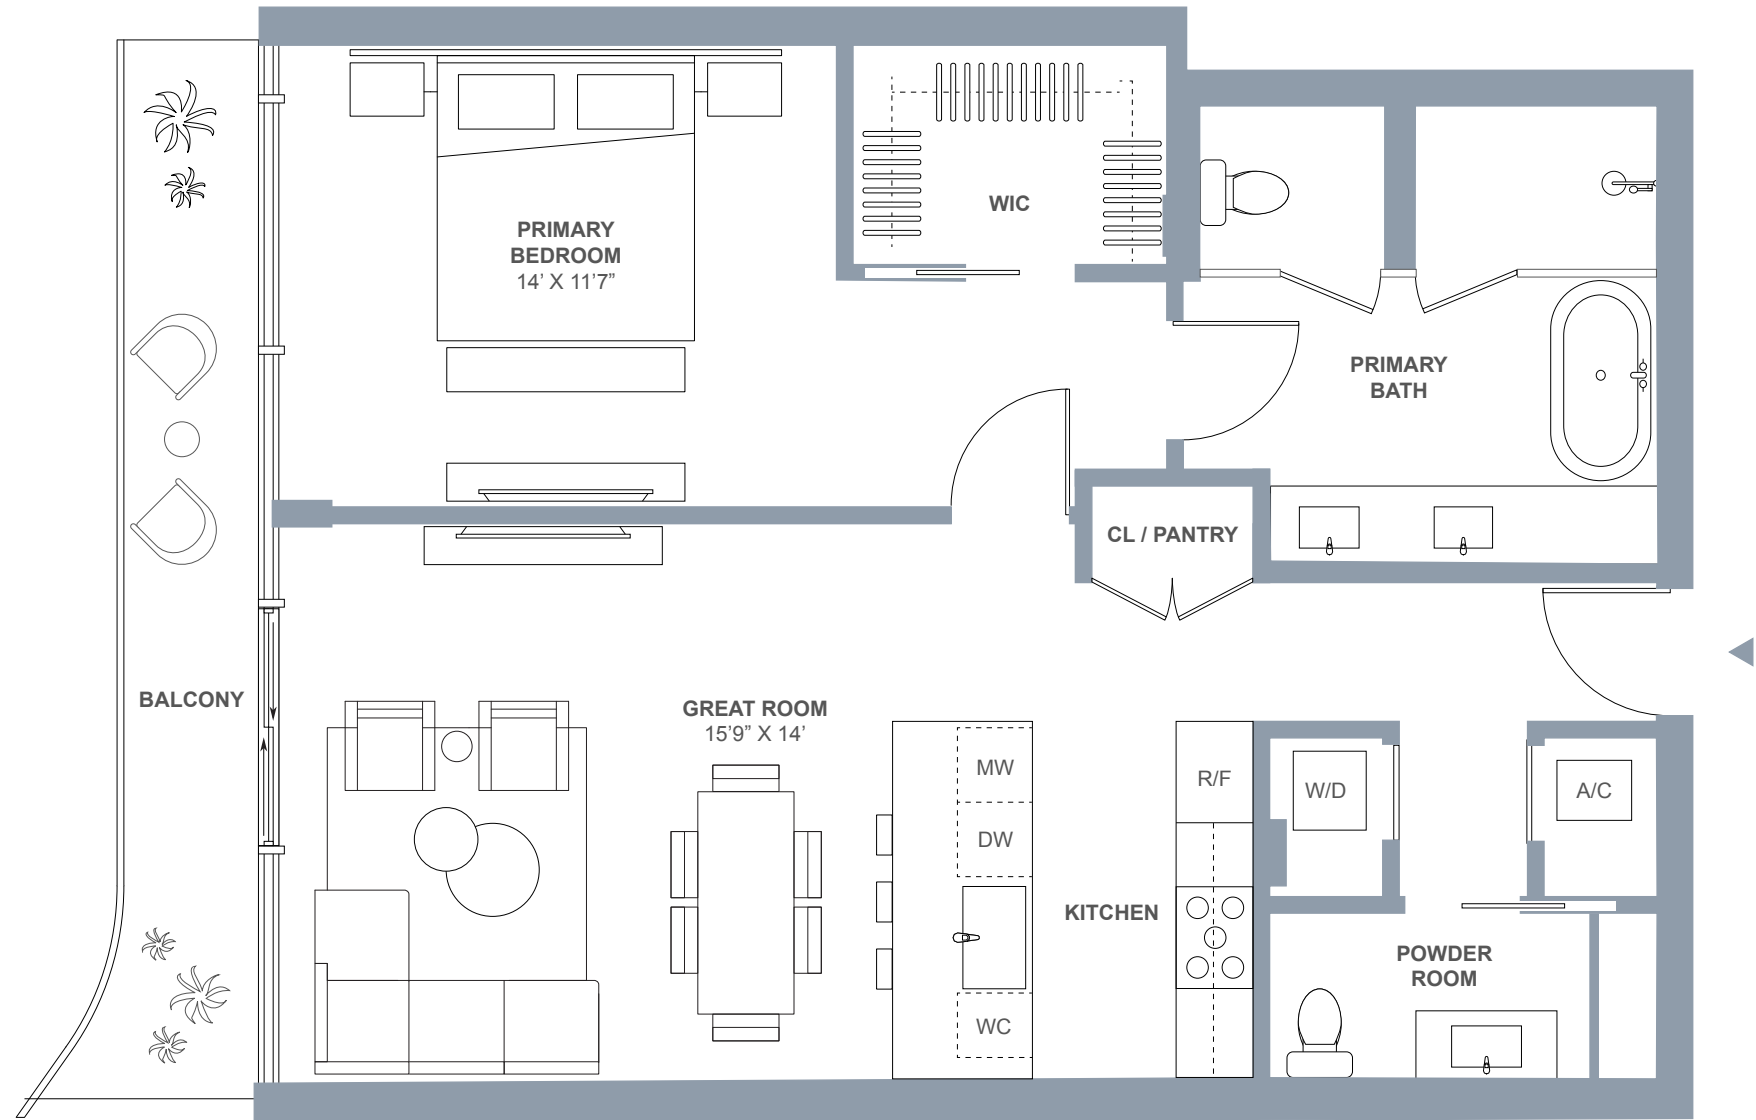 WIC
PRIMARY
BEDROOM
14’ X 11’7”
PRIMARY
BATH
CL / PANTRY
BALCONY
GREAT ROOM
15’9” X 14’
MW
R/F
W/D
A/C
DW
KITCHEN
POWDER
ROOM
WC